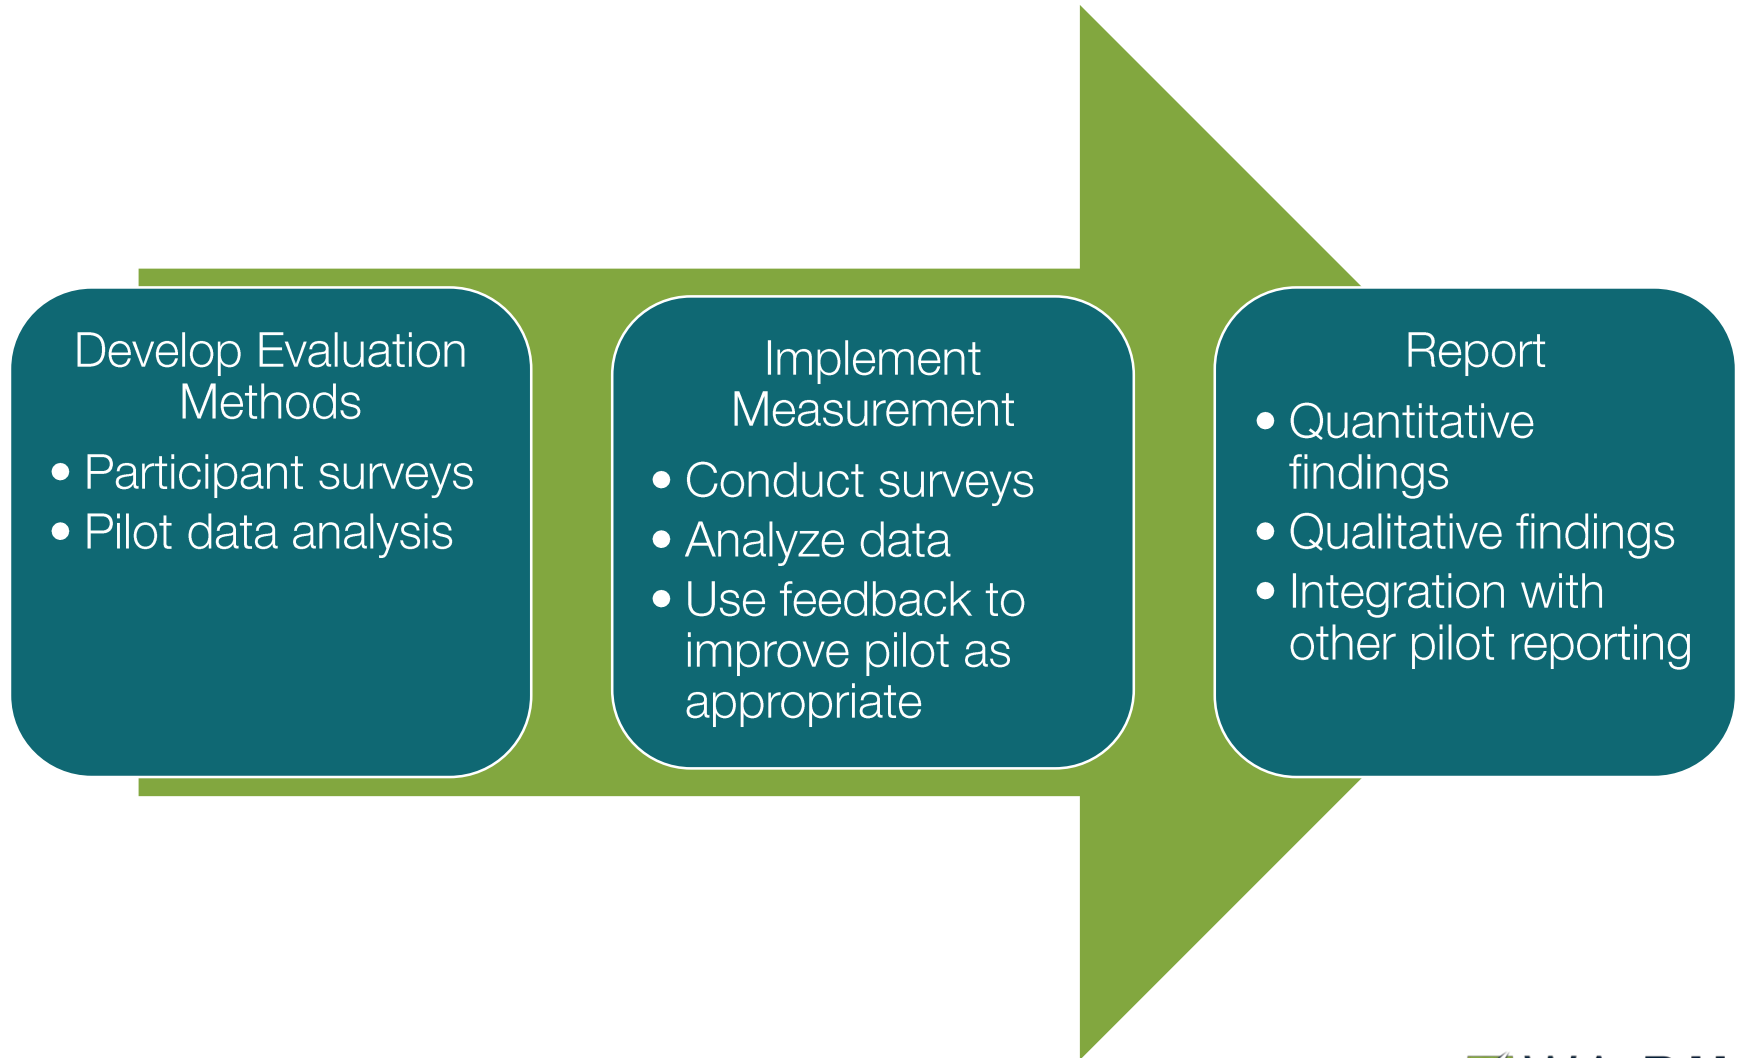 Develop Evaluation
Methods
• Participant surveys
• Pilot data analysis
Implement
Measurement
• Conduct surveys
• Analyze data
• Use feedback to
improve pilot as
appropriate
Report
• Quantitative
findings
• Qualitative findings
• Integration with
other pilot reporting